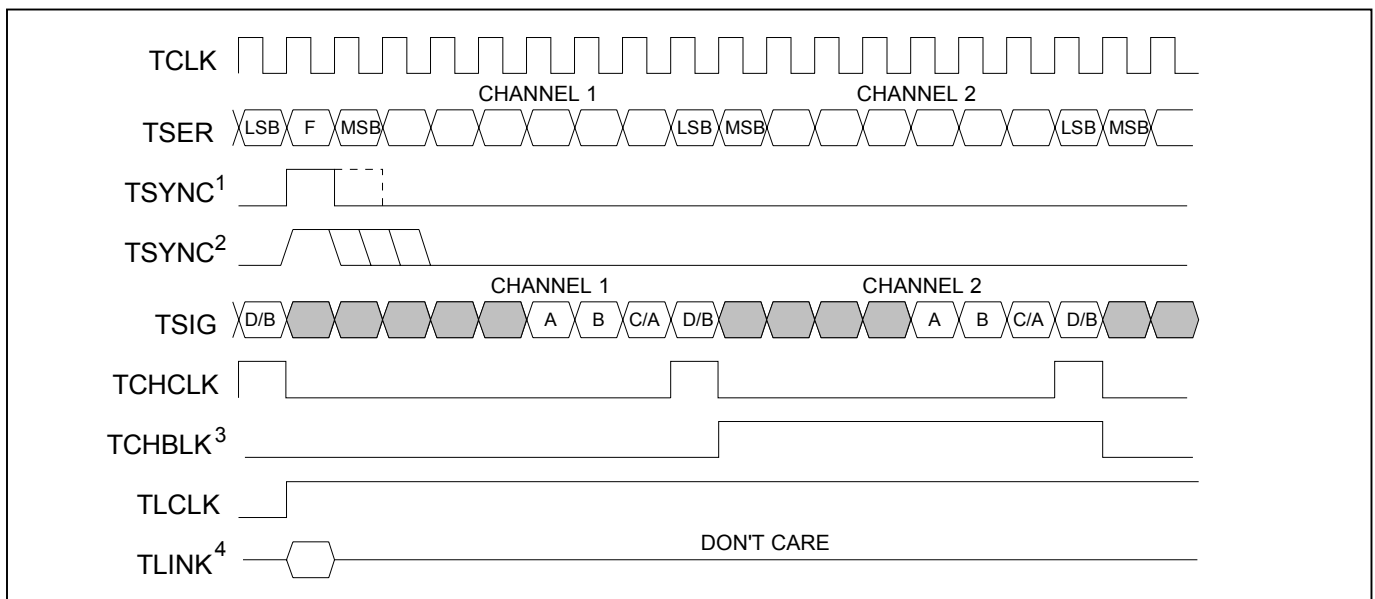 TCLK
CHANNEL 1 CHANNEL 2
TSER LSB F MSB LSB MSB LSB MSB
TSYNC1
TSYNC2
CHANNEL 1 CHANNEL 2
TSIG D/B A B C/A D/B A B C/A D/B
TCHCLK
TCHBLK3
TLCLK
DON'T CARE
TLINK4